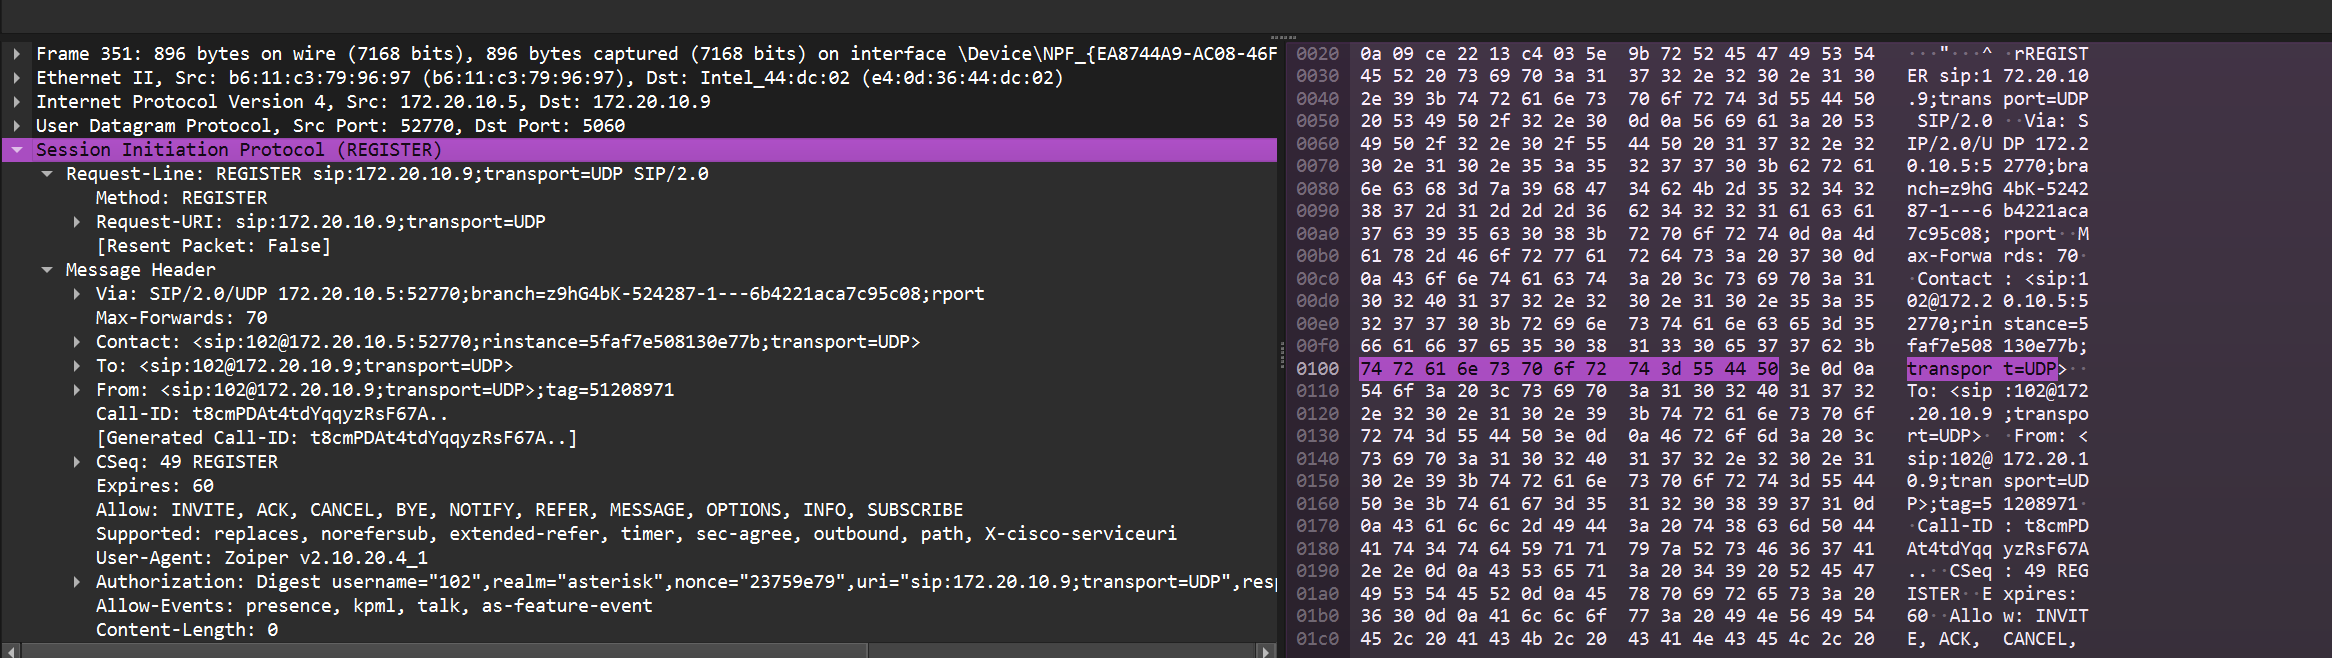 Frame 351: 896 bytes on wire (7168 bits), 896 bytes captured (7168 bits) on interface \Device\NPF_{EA8744A9-AC08-46F
Ethernet II, Src: b6:11:c3:79:96:97 (b6:11:c3:79:96:97), Dst: Intel_44:dc:02 (e4:0d:36:44:dc:02)
Internet Protocol Version 4, Src: 172.20.10.5, Dst: 172.20.10.9
User Datagram Protocol, Src Port: 52770, Dst Port: 5060
Session Initiation Protocol (REGISTER)
Request-Line: REGISTER sip:172.20.10.9;transport=UDP SIP/2.0
Method: REGISTER
Request-URI: sip:172.20.10.9;transport=UDP
[Resent Packet: False]
Message Header
Via: SIP/2.0/UDP 172.20.10.5:52770;branch=z9hG4bK-524287-1---6b4221aca7c95c08;rport
Max-Forwards: 70
Contact: <sip:102@172.20.10.5:52770;rinstance=5faf7e508130e77b;transport=UDP>
To: <sip:102@172.20.10.9;transport=UDP>
From: <sip:102@172.20.10.9;transport=UDP>;tag=51208971
Call-ID: t8cmPDAt4tdYqqyzRsF67A..
[Generated Call-ID: t8cmPDAt4tdYqqyzRsF67A..]
CSeq: 49 REGISTER
Expires: 60
Allow: INVITE, ACK, CANCEL, BYE, NOTIFY, REFER, MESSAGE, OPTIONS, INFO, SUBSCRIBE
Supported: replaces, norefersub, extended-refer, timer, sec-agree, outbound, path, X-cisco-serviceuri
User-Agent: Zoiper v2.10.20.4_1
Authorization: Digest username="102",realm="asterisk",nonce="23759e79",uri="sip:172.20.10.9;transport=UDP",resp
Allow-Events: presence, kpml, talk, as-feature-event
Content-Length: 0
0020 0a 09 ce 22 13 c4 03 5e 9b 72 52 45 47 49 53 54 ···"···^ ·rREGIST
0030 45 52 20 73 69 70 3a 31 37 32 2e 32 30 2e 31 30 ER sip:1 72.20.10
0040 2e 39 3b 74 72 61 6e 73 70 6f 72 74 3d 55 44 50 .9;trans port=UDP
0050 20 53 49 50 2f 32 2e 30 0d 0a 56 69 61 3a 20 53 SIP/2.0 ··Via: S
0060 49 50 2f 32 2e 30 2f 55 44 50 20 31 37 32 2e 32 IP/2.0/U DP 172.2
0070 30 2e 31 30 2e 35 3a 35 32 37 37 30 3b 62 72 61 0.10.5:5 2770;bra
0080 6e 63 68 3d 7a 39 68 47 34 62 4b 2d 35 32 34 32 nch=z9hG 4bK-5242
0090 38 37 2d 31 2d 2d 2d 36 62 34 32 32 31 61 63 61 87-1---6 b4221aca
00a0 37 63 39 35 63 30 38 3b 72 70 6f 72 74 0d 0a 4d 7c95c08; rport··M
00b0 61 78 2d 46 6f 72 77 61 72 64 73 3a 20 37 30 0d ax-Forwa rds: 70·
00c0 0a 43 6f 6e 74 61 63 74 3a 20 3c 73 69 70 3a 31 ·Contact : <sip:1
00d0 30 32 40 31 37 32 2e 32 30 2e 31 30 2e 35 3a 35 02@172.2 0.10.5:5
00e0 32 37 37 30 3b 72 69 6e 73 74 61 6e 63 65 3d 35 2770;rin stance=5
00f0 66 61 66 37 65 35 30 38 31 33 30 65 37 37 62 3b faf7e508 130e77b;
0100 74 72 61 6e 73 70 6f 72 74 3d 55 44 50 3e 0d 0a transpor t=UDP>··
0110 54 6f 3a 20 3c 73 69 70 3a 31 30 32 40 31 37 32 To: <sip :102@172
0120 2e 32 30 2e 31 30 2e 39 3b 74 72 61 6e 73 70 6f .20.10.9 ;transpo
0130 72 74 3d 55 44 50 3e 0d 0a 46 72 6f 6d 3a 20 3c rt=UDP>· ·From: <
0140 73 69 70 3a 31 30 32 40 31 37 32 2e 32 30 2e 31 sip:102@ 172.20.1
0150 30 2e 39 3b 74 72 61 6e 73 70 6f 72 74 3d 55 44 0.9;tran sport=UD
0160 50 3e 3b 74 61 67 3d 35 31 32 30 38 39 37 31 0d P>;tag=5 1208971·
0170 0a 43 61 6c 6c 2d 49 44 3a 20 74 38 63 6d 50 44 ·Call-ID : t8cmPD
0180 41 74 34 74 64 59 71 71 79 7a 52 73 46 36 37 41 At4tdYqq yzRsF67A
0190 2e 2e 0d 0a 43 53 65 71 3a 20 34 39 20 52 45 47 ..··CSeq : 49 REG
01a0 49 53 54 45 52 0d 0a 45 78 70 69 72 65 73 3a 20 ISTER··E xpires:
01b0 36 30 0d 0a 41 6c 6c 6f 77 3a 20 49 4e 56 49 54 60··Allo w: INVIT
01c0 45 2c 20 41 43 4b 2c 20 43 41 4e 43 45 4c 2c 20 E, ACK, CANCEL,